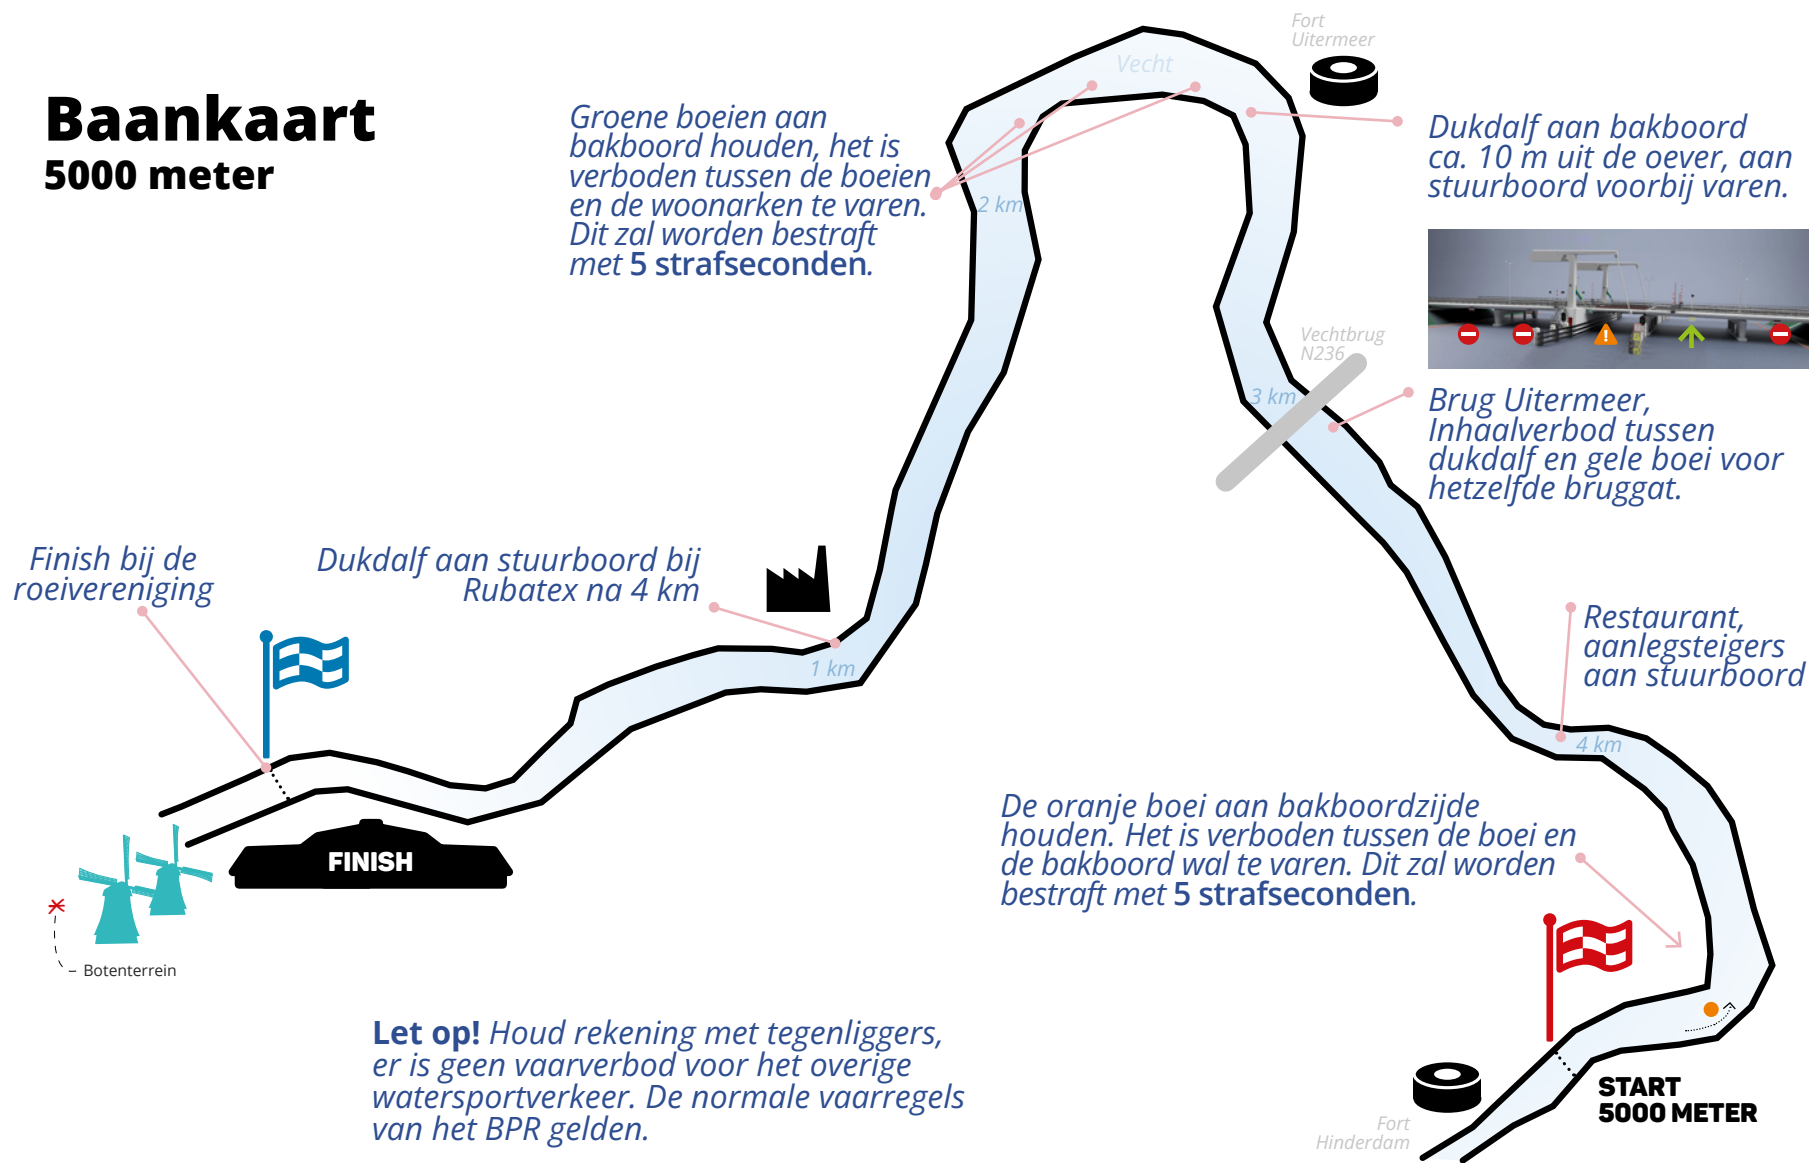 Baankaart
5000 meter
Fort
Uitermeer
Vecht
Groene boeien aan
bakboord houden, het is
verboden tussen de boeien
en de woonarken te varen.
Dit zal worden bestraft
met 5 strafseconden.
2 km
Dukdalf aan bakboord
ca. 10 m uit de oever, aan
stuurboord voorbij varen.
Vechtbrug
N236
3 km
Brug Uitermeer,
Inhaalverbod tussen
dukdalf en gele boei voor
hetzelfde bruggat.
Finish bij de
roeivereniging
Dukdalf aan stuurboord bij
Rubatex na 4 km
1 km
Restaurant,
aanlegsteigers
aan stuurboord
4 km
De oranje boei aan bakboordzijde
houden. Het is verboden tussen de boei en
de bakboord wal te varen. Dit zal worden
bestraft met 5 strafseconden.
FINISH
Botenterrein
Let op! Houd rekening met tegenliggers,
er is geen vaarverbod voor het overige
watersportverkeer. De normale vaarregels
van het BPR gelden.
START
5000 METER
Fort
Hinderdam